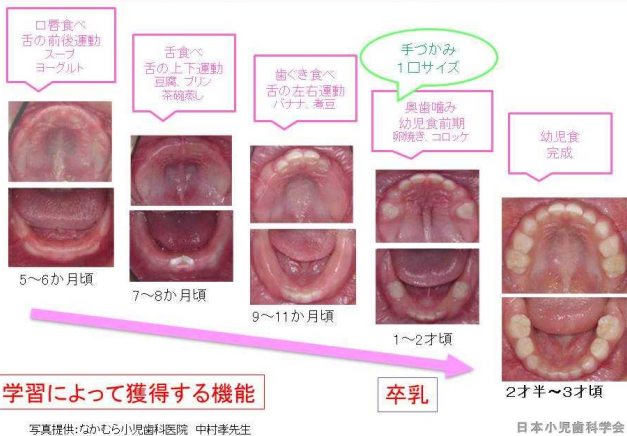 口唇食べ
舌の前後運動
スープ
ヨーグルト
舌食べ
舌の上下運動
豆腐、プリン
茶碗蒸し
歯ぐき食べ
舌の左右運動
バナナ、煮豆
手づかみ
1口サイズ
奥歯噛み
幼児食前期
卵焼き、コロッケ
幼児食
完成
5～6か月頃
7～8か月頃
9～11か月頃
1～2才頃
2才半～3才頃
学習によって獲得する機能
卒乳
写真提供:なかむら小児歯科医院 中村孝先生
日本小児歯科学会